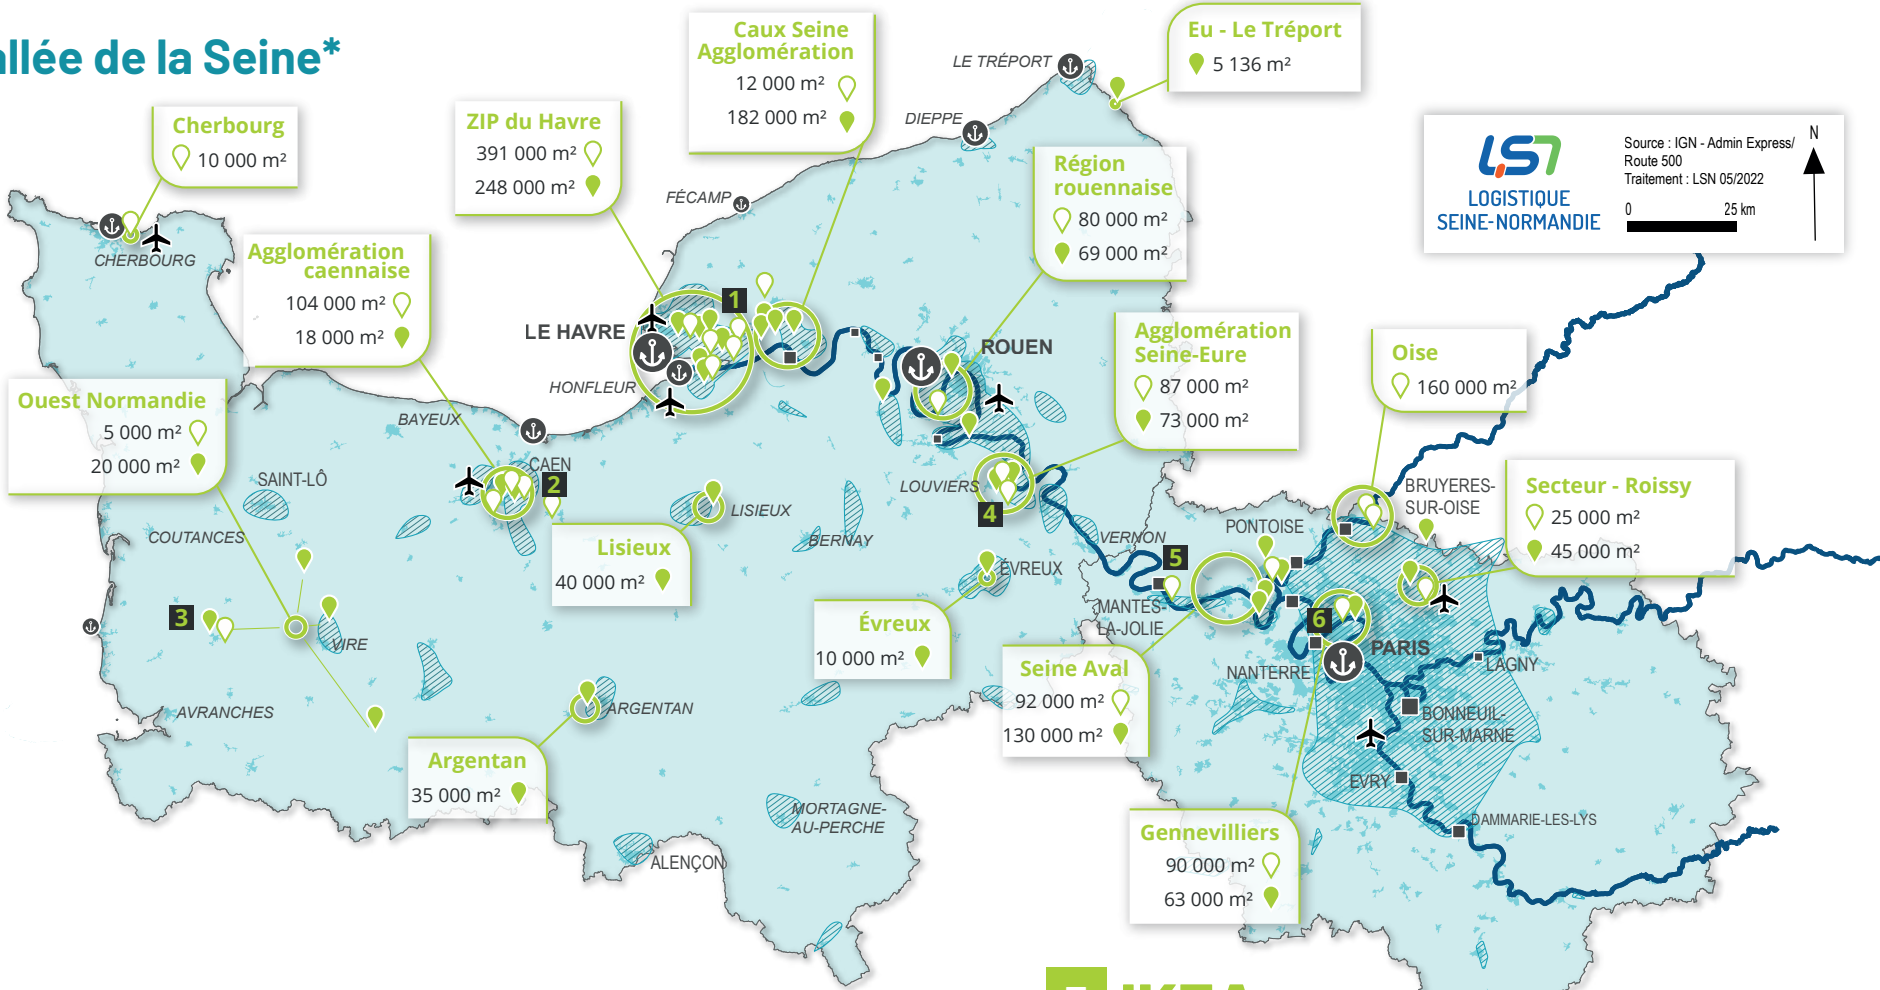 allée de la Seine*
Caux Seine
Agglomération
12 000 m²
182 000 m²
Eu - Le Tréport
5 136 m²
LE TRÉPORT
DIEPPE
FÉCAMP
Cherbourg
10 000 m²
CHERBOURG
ZIP du Havre
391 000 m²
248 000 m²
Région
rouennaise
80 000 m²
69 000 m²
LSN
LOGISTIQUE
SEINE-NORMANDIE
Source : IGN - Admin Express/
Route 500
Traitement : LSN 05/2022
0
25 km
N
Agglomération
caennaise
104 000 m²
18 000 m²
LE HAVRE
1
HONFLEUR
ROUEN
Agglomération
Seine-Eure
87 000 m²
73 000 m²
Oise
160 000 m²
Ouest Normandie
5 000 m²
20 000 m²
BAYEUX
CAEN
2
SAINT-LÔ
COUTANCES
LISIEUX
Lisieux
40 000 m²
BERNAY
LOUVIERS
4
VERNON
PONTOISE
BRUYERES-
SUR-OISE
Secteur - Roissy
25 000 m²
45 000 m²
5
MANTES-
LA-JOLIE
ÉVREUX
Évreux
10 000 m²
3
VIRE
AVRANCHES
ARGENTAN
Argentan
35 000 m²
Seine Aval
92 000 m²
130 000 m²
6
PARIS
NANTERRE
LAGNY
BONNEUIL-
SUR-MARNE
EVRY
DAMMARIE-LES-LYS
Gennevilliers
90 000 m²
63 000 m²
MORTAGNE-
AU-PERCHE
ALENÇON
IKEA